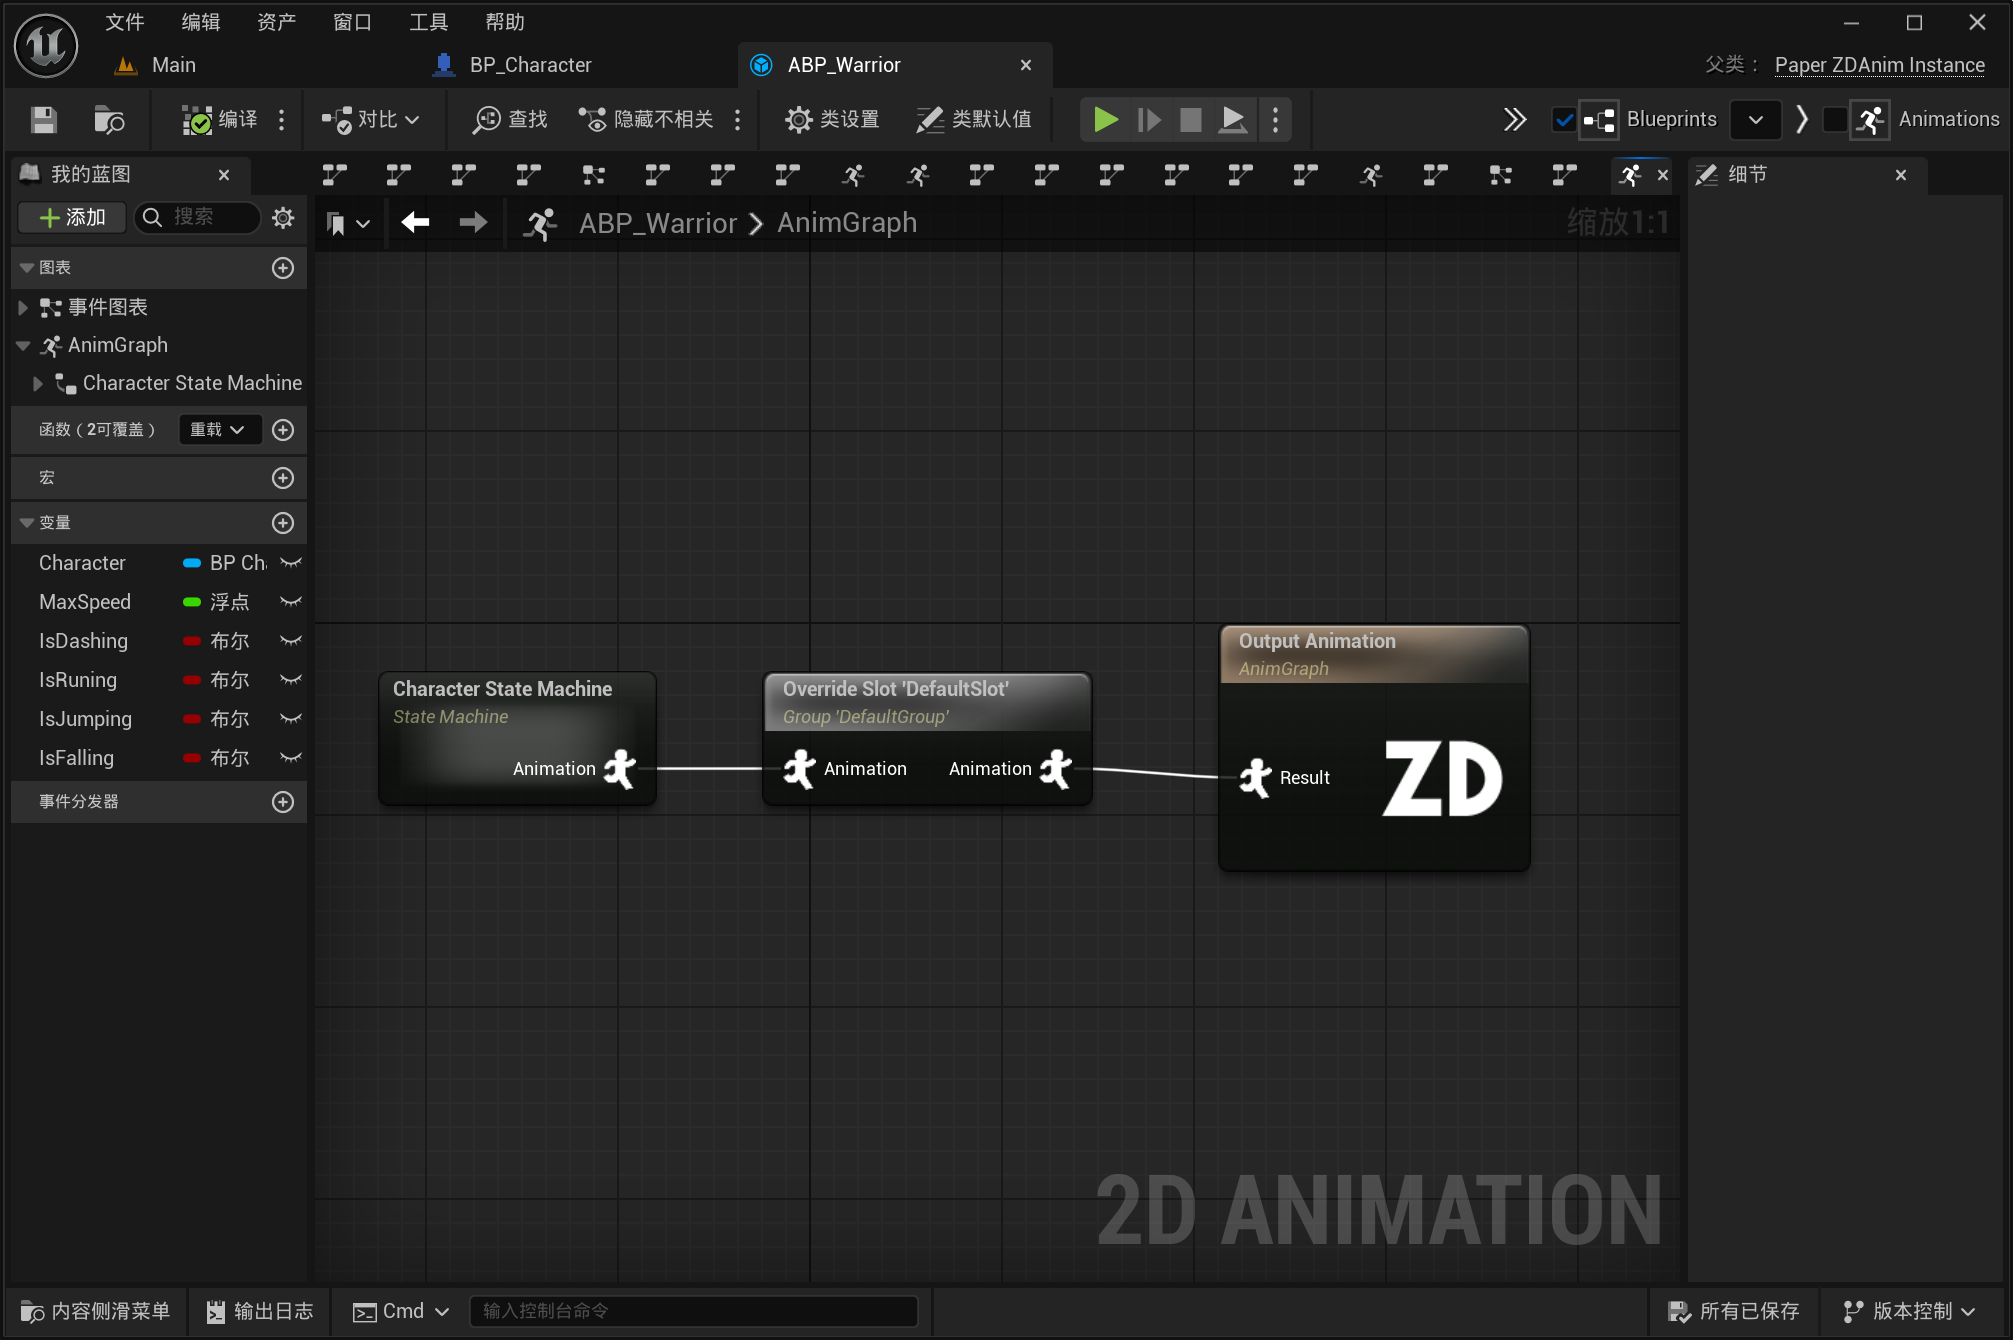 文件 编辑 资产 窗口 工具 帮助
Main BP_Character ABP_Warrior 父类： Paper ZDAnim Instance
编译 对比 查找 隐藏不相关 类设置 类默认值 Blueprints Animations
我的蓝图 细节
添加 搜索 ABP_Warrior AnimGraph 缩放1:1
图表
事件图表
AnimGraph
Character State Machine
函数（2可覆盖） 重载
宏
变量
Character BP Cha
MaxSpeed 浮点
IsDashing 布尔
IsRuning 布尔
IsJumping 布尔
IsFalling 布尔
事件分发器
Character State Machine
State Machine
Animation
Override Slot 'DefaultSlot'
Group 'DefaultGroup'
Animation Animation
Output Animation
AnimGraph
Result ZD
2D ANIMATION
内容侧滑菜单 输出日志 Cmd 输入控制台命令 所有已保存 版本控制